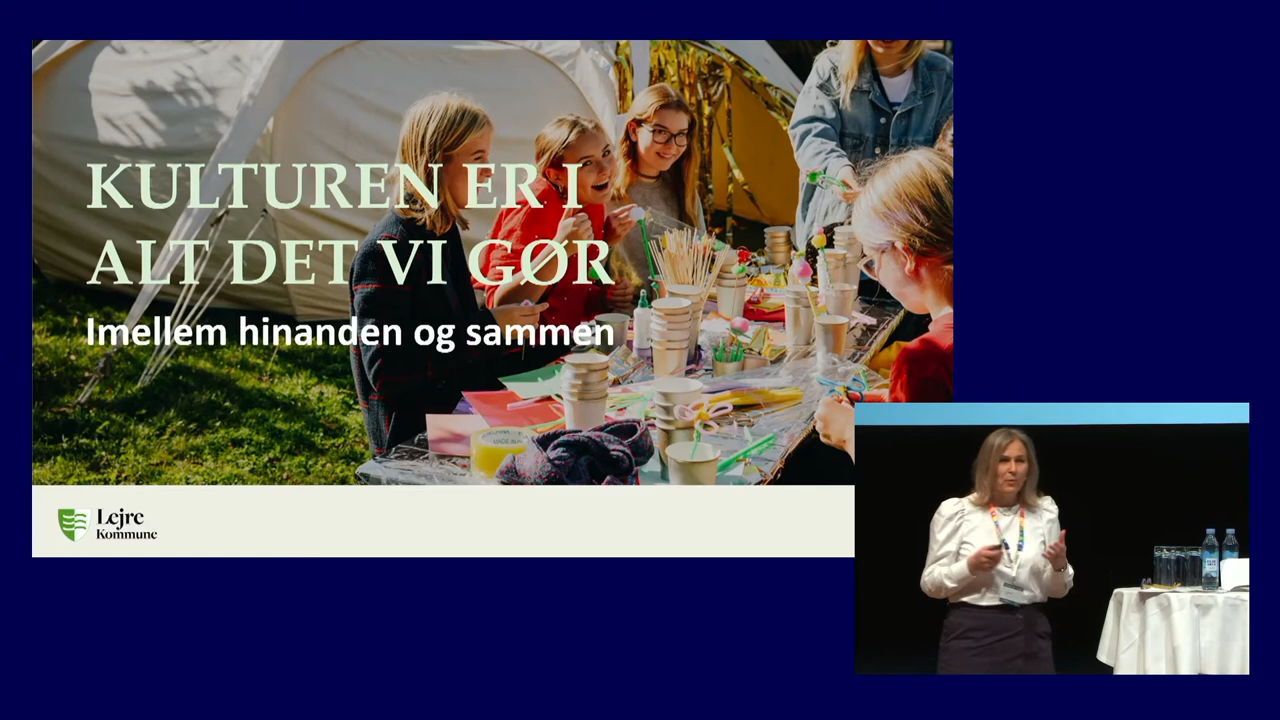 KULTUREN ER I
ALT DET VI GØR
Imellem hinanden og sammen
Lejre
Kommune